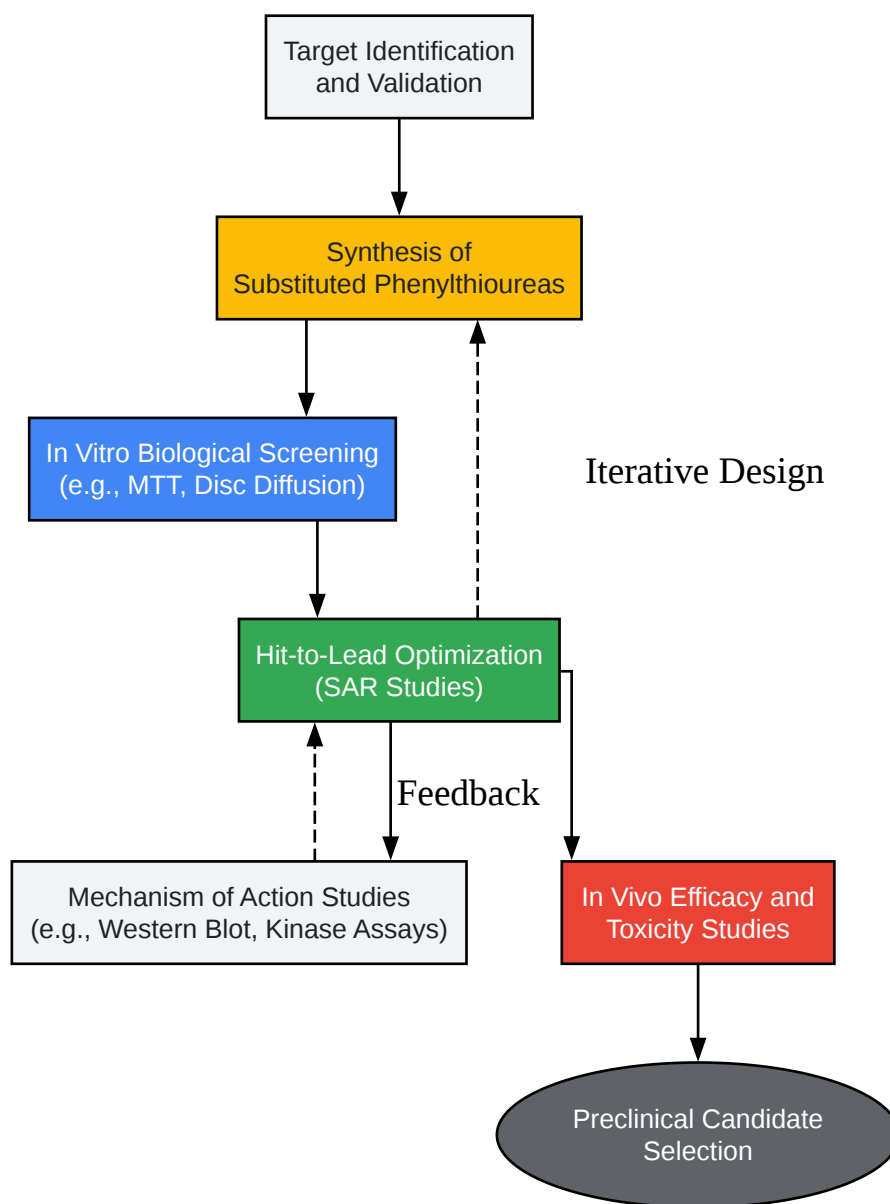 Target Identification
and Validation
Synthesis of
Substituted Phenylthioureas
In Vitro Biological Screening
(e.g., MTT, Disc Diffusion)
Iterative Design
Hit-to-Lead Optimization
(SAR Studies)
Feedback
Mechanism of Action Studies
(e.g., Western Blot, Kinase Assays)
In Vivo Efficacy and
Toxicity Studies
Preclinical Candidate
Selection